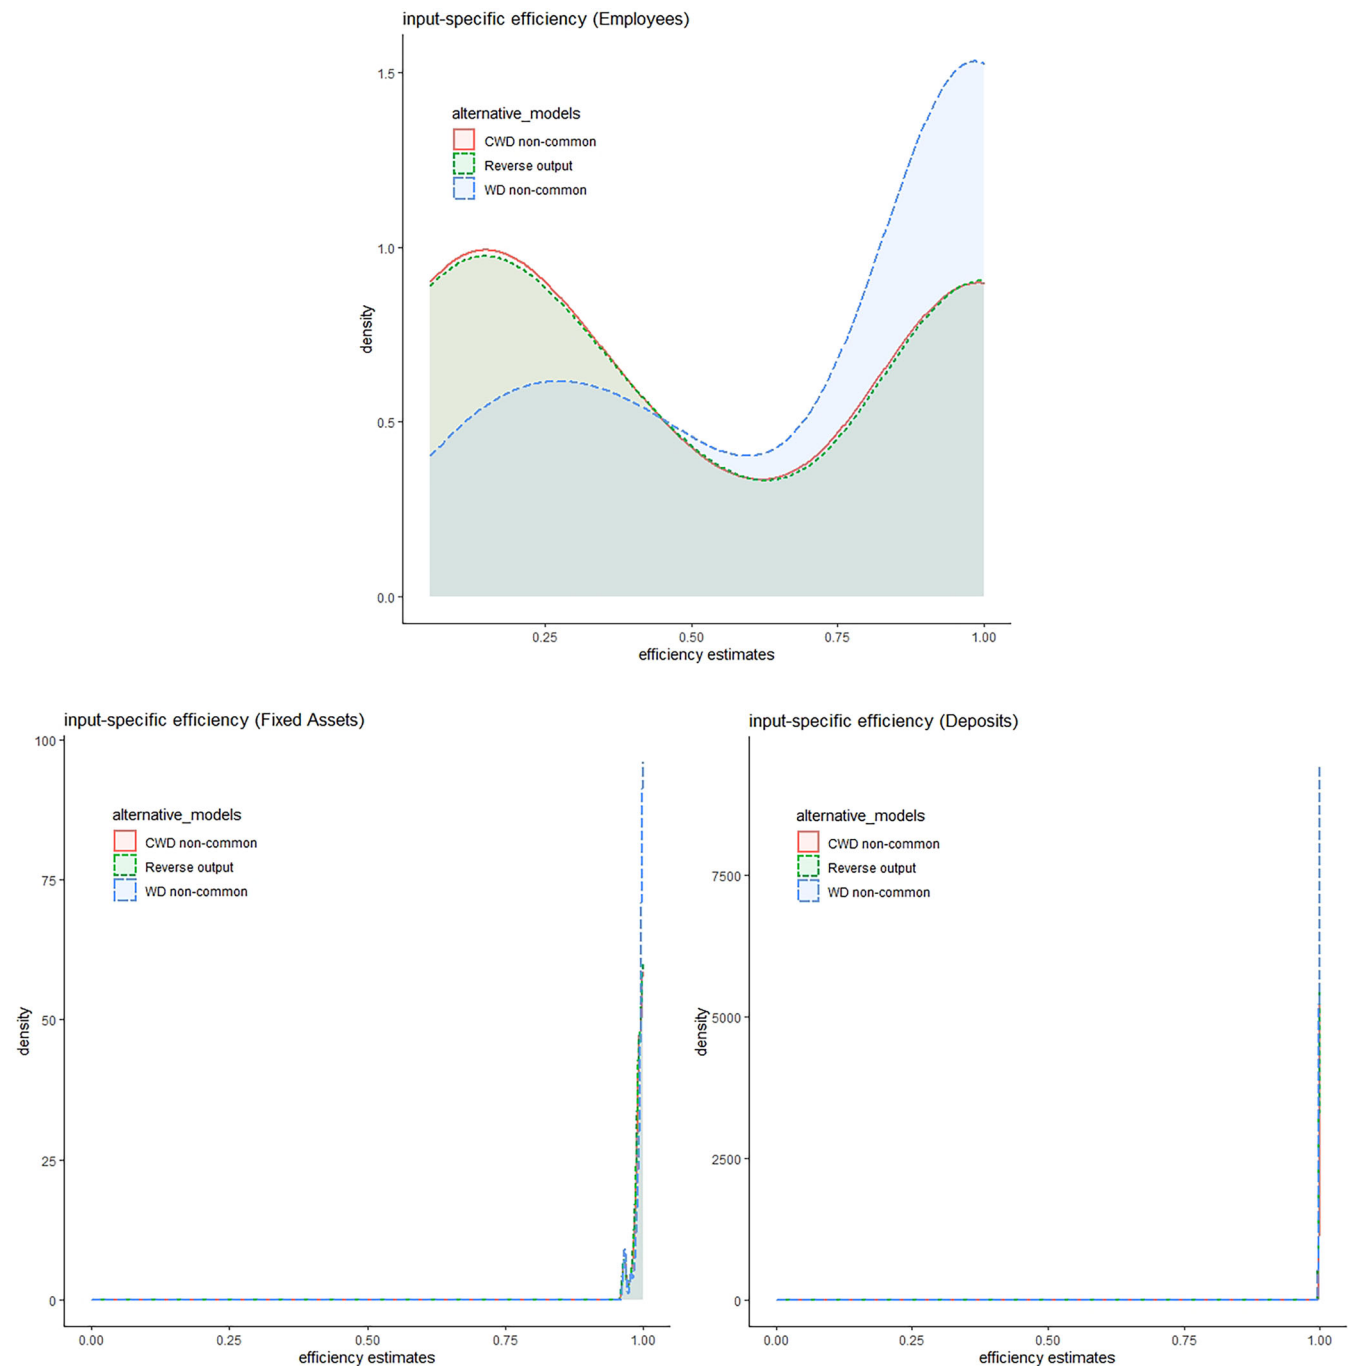 input-specific efficiency (Employees)
1.5
alternative_models
CWD non-common
Reverse output
WD non-common
1.0
density
0.5
0.0
0.25 0.50 0.75 1.00
efficiency estimates
input-specific efficiency (Fixed Assets)
100
alternative_models
CWD non-common
Reverse output
WD non-common
75
50
density
25
0
0.00 0.25 0.50 0.75 1.00
efficiency estimates
input-specific efficiency (Deposits)
alternative_models
CWD non-common
Reverse output
WD non-common
7500
5000
density
2500
0
0.00 0.25 0.50 0.75 1.00
efficiency estimates